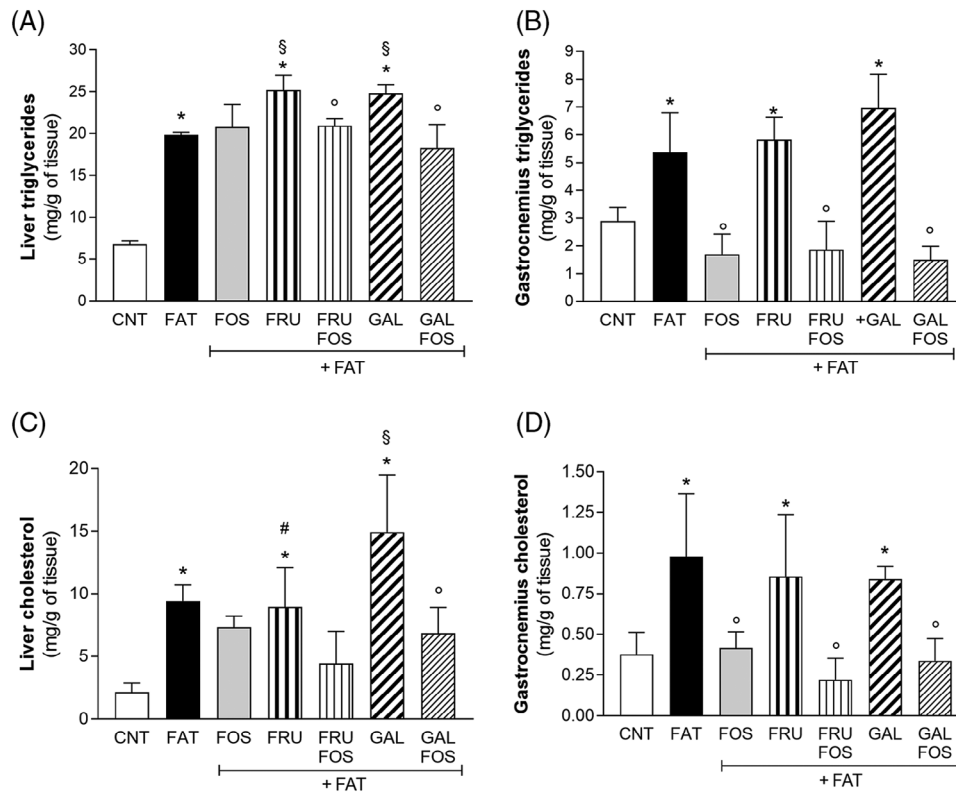 (A)
Liver triglycerides
(mg/g of tissue)
30
25
20
15
10
5
0
*
§
*
°
§
*
°
CNT FAT FOS FRU FRU FOS GAL GAL FOS
+ FAT
(B)
Gastrocnemius triglycerides
(mg/g of tissue)
9
8
7
6
5
4
3
2
1
0
*
°
*
°
*
°
CNT FAT FOS FRU FRU FOS +GAL GAL FOS
+ FAT
(C)
Liver cholesterol
(mg/g of tissue)
20
15
10
5
0
*
#
*
§
*
°
CNT FAT FOS FRU FRU FOS GAL GAL FOS
+ FAT
(D)
Gastrocnemius cholesterol
(mg/g of tissue)
1.50
1.25
1.00
0.75
0.50
0.25
0.00
*
°
*
°
*
°
CNT FAT FOS FRU FRU FOS GAL GAL FOS
+ FAT